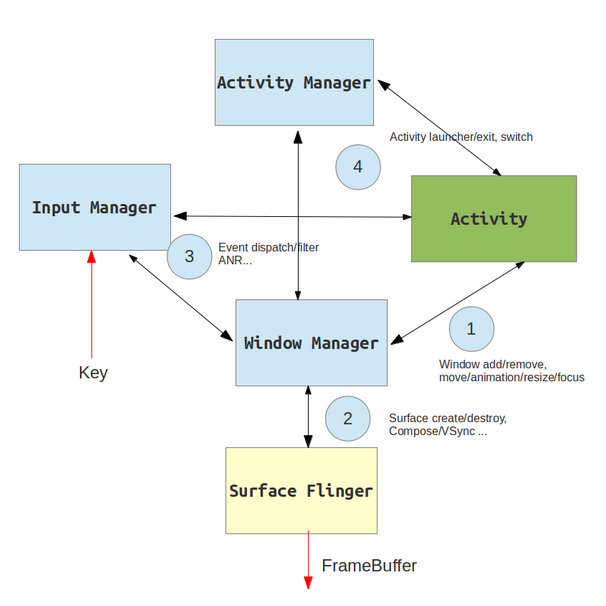 Activity Manager
Activity launcher/exit, switch
4
Input Manager
Activity
3
Event dispatch/filter
ANR...
Window Manager
1
Key
Window add/remove,
move/animation/resize/focus
2
Surface create/destroy,
Compose/VSync ...
Surface Flinger
FrameBuffer